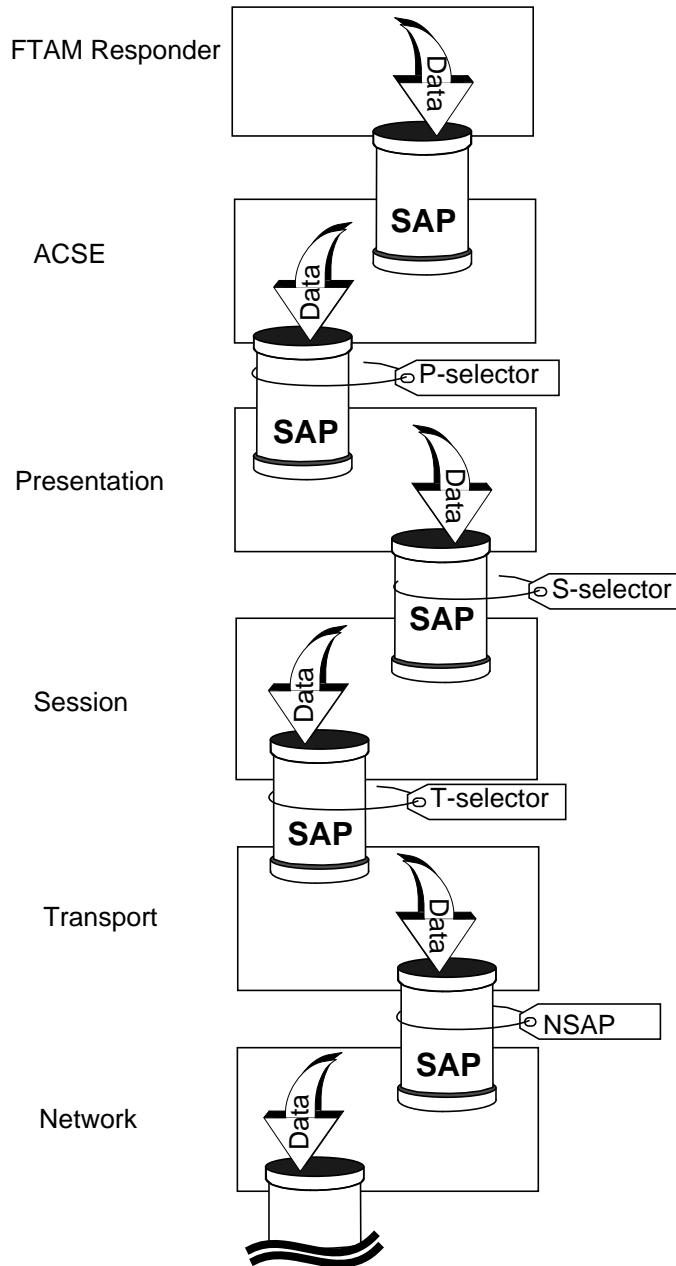 FTAM Responder
Data
SAP
ACSE
Data
P-selector
SAP
Presentation
Data
S-selector
SAP
Session
Data
T-selector
SAP
Transport
Data
NSAP
SAP
Network
Data